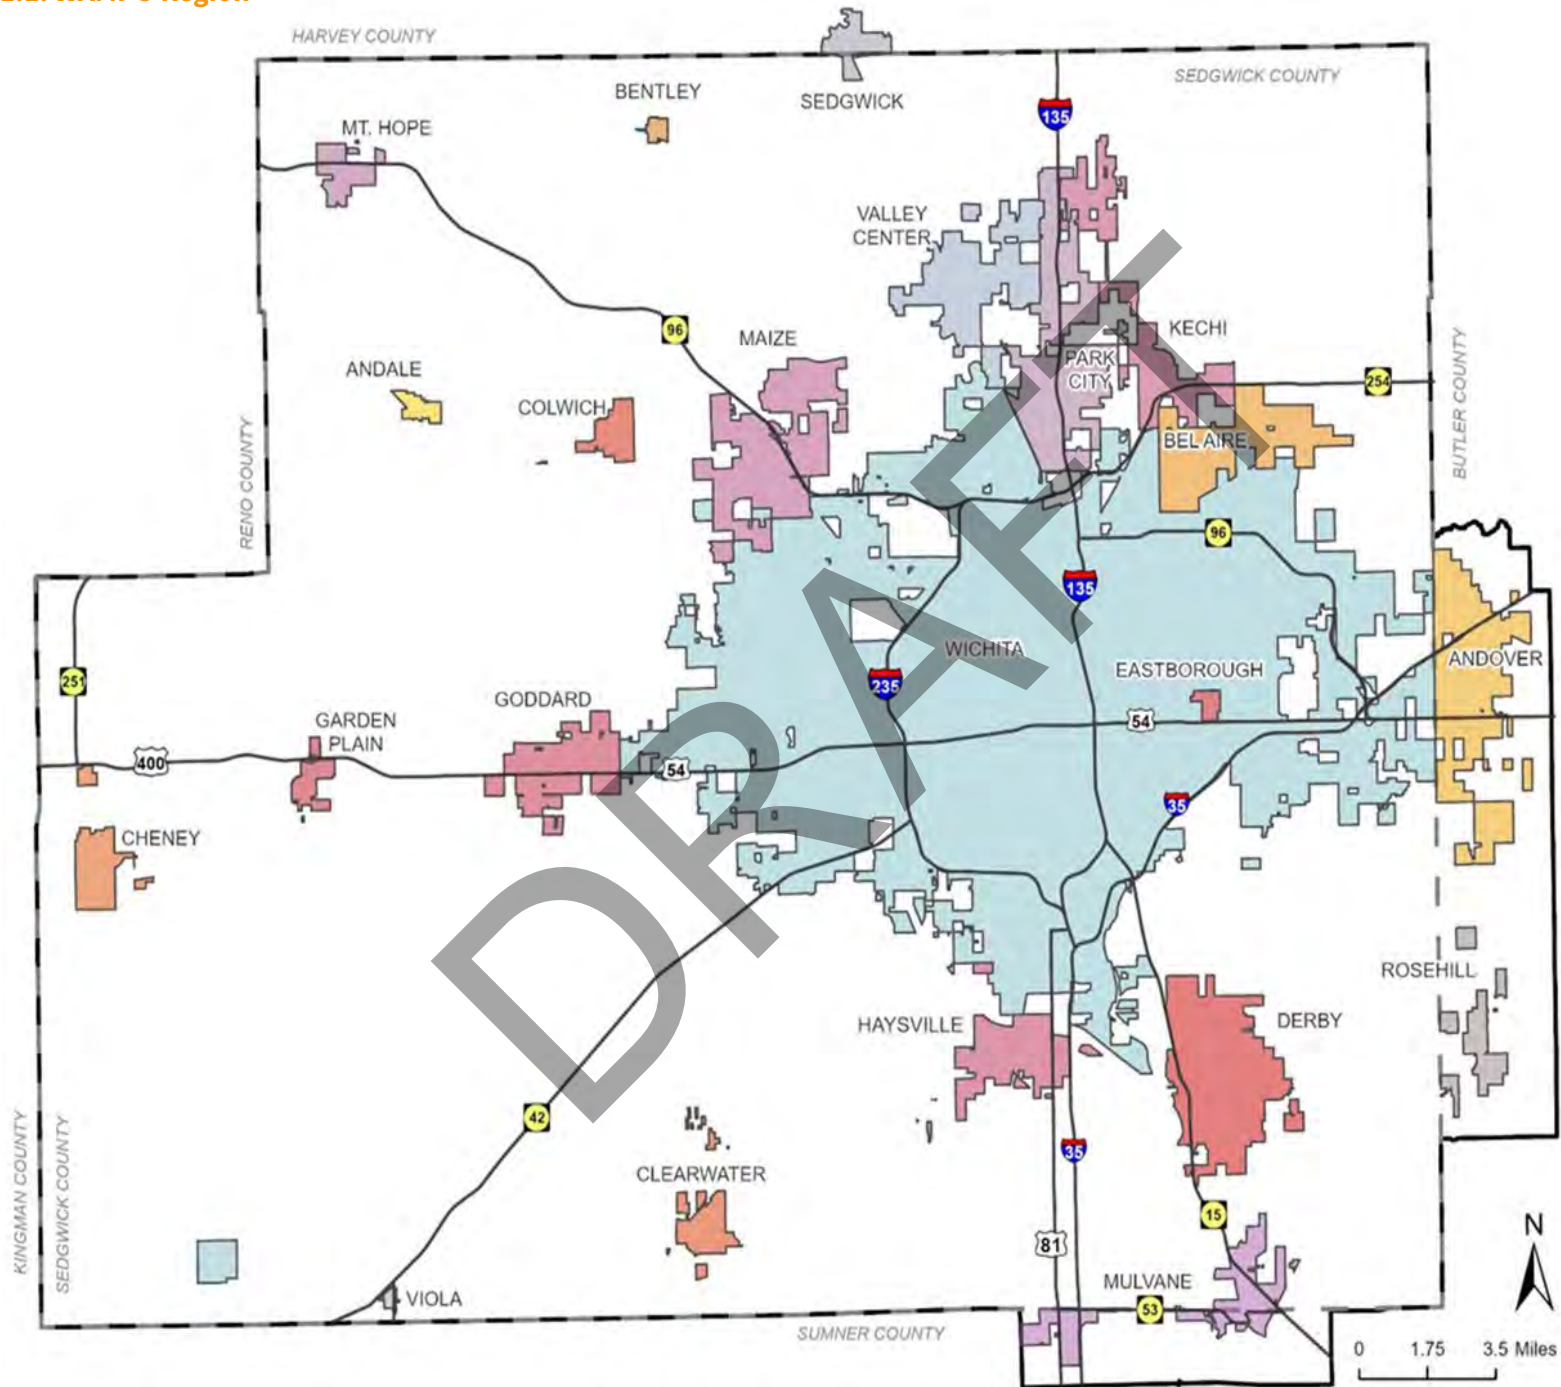 HARVEY COUNTY
SEDGWICK COUNTY
BENTLEY
SEDGWICK
135
MT. HOPE
VALLEY
CENTER
96
MAIZE
KECHI
PARK
CITY
ANDALE
COLWICH
254
BEL AIRE
RENO COUNTY
BUTLER COUNTY
96
135
WICHITA
EASTBOROUGH
ANDOVER
251
235
GODDARD
GARDEN
PLAIN
54
400
54
35
CHENEY
ROSEHILL
HAYSVILLE
DERBY
42
35
CLEARWATER
KINGMAN COUNTY
SEDGWICK COUNTY
15
N
81
MULVANE
VIOLA
53
SUMNER COUNTY
0 1.75 3.5 Miles
DRAFT